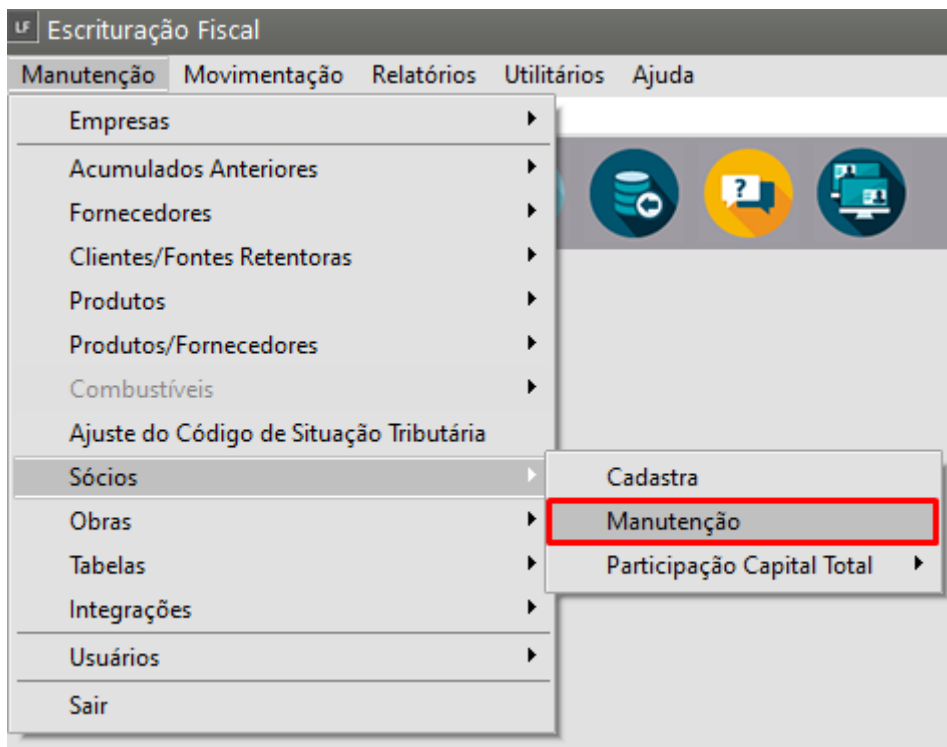 LF Escrituração Fiscal
Manutenção Movimentação Relatórios Utilitários Ajuda
Empresas
Acumulados Anteriores
Fornecedores
Clientes/Fontes Retentoras
Produtos
Produtos/Fornecedores
Combustíveis
Ajuste do Código de Situação Tributária
Sócios
Cadastra
Manutenção
Participação Capital Total
Obras
Tabelas
Integrações
Usuários
Sair
?